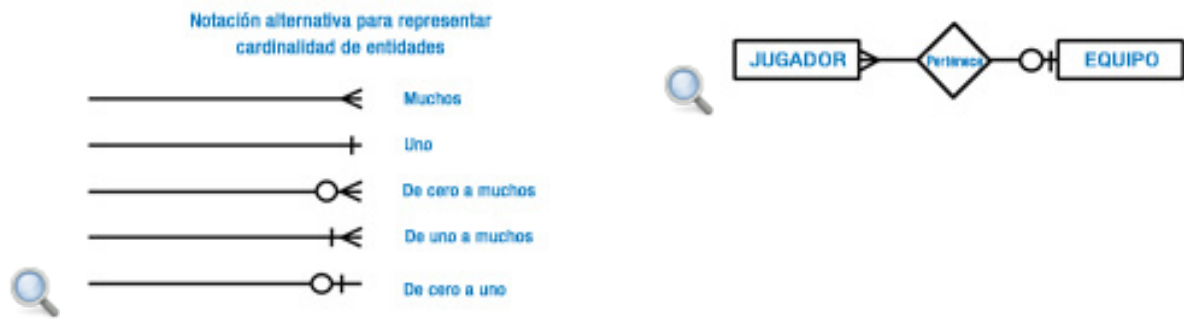 Notación alternativa para representar
cardinalidad de entidades
Muchos
Uno
De cero a muchos
De uno a muchos
De cero a uno
JUGADOR
Pertenece
EQUIPO